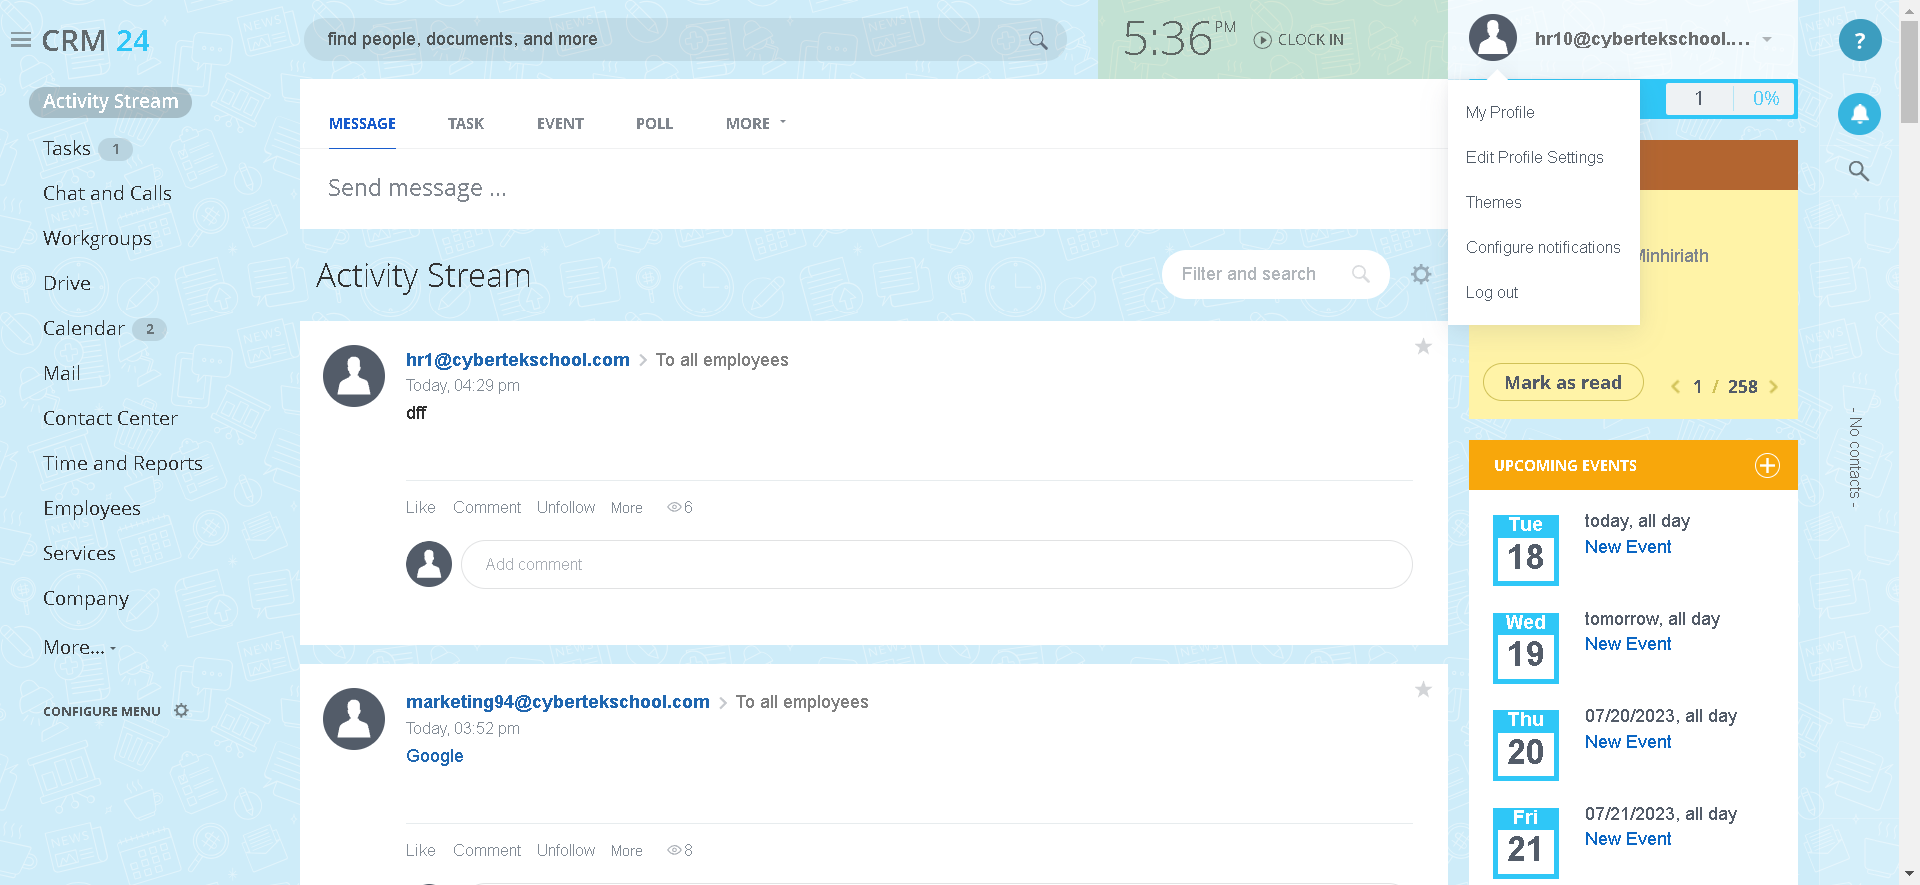 CRM 24
find people, documents, and more
5:36 PM
CLOCK IN
hr10@cybertekschool....
?
Activity Stream
Tasks 1
Chat and Calls
Workgroups
Drive
Calendar 2
Mail
Contact Center
Time and Reports
Employees
Services
Company
More...
CONFIGURE MENU
MESSAGE
TASK
EVENT
POLL
MORE
Send message ...
Activity Stream
Filter and search
hr1@cybertekschool.com > To all employees
Today, 04:29 pm
dff
Like Comment Unfollow More 6
Add comment
marketing94@cybertekschool.com > To all employees
Today, 03:52 pm
Google
Like Comment Unfollow More 8
My Profile
Edit Profile Settings
Themes
Configure notifications
Log out
1 0%
Minhiriath
Mark as read
1 / 258
UPCOMING EVENTS
Tue
18
today, all day
New Event
Wed
19
tomorrow, all day
New Event
Thu
20
07/20/2023, all day
New Event
Fri
21
07/21/2023, all day
New Event
- No contacts -